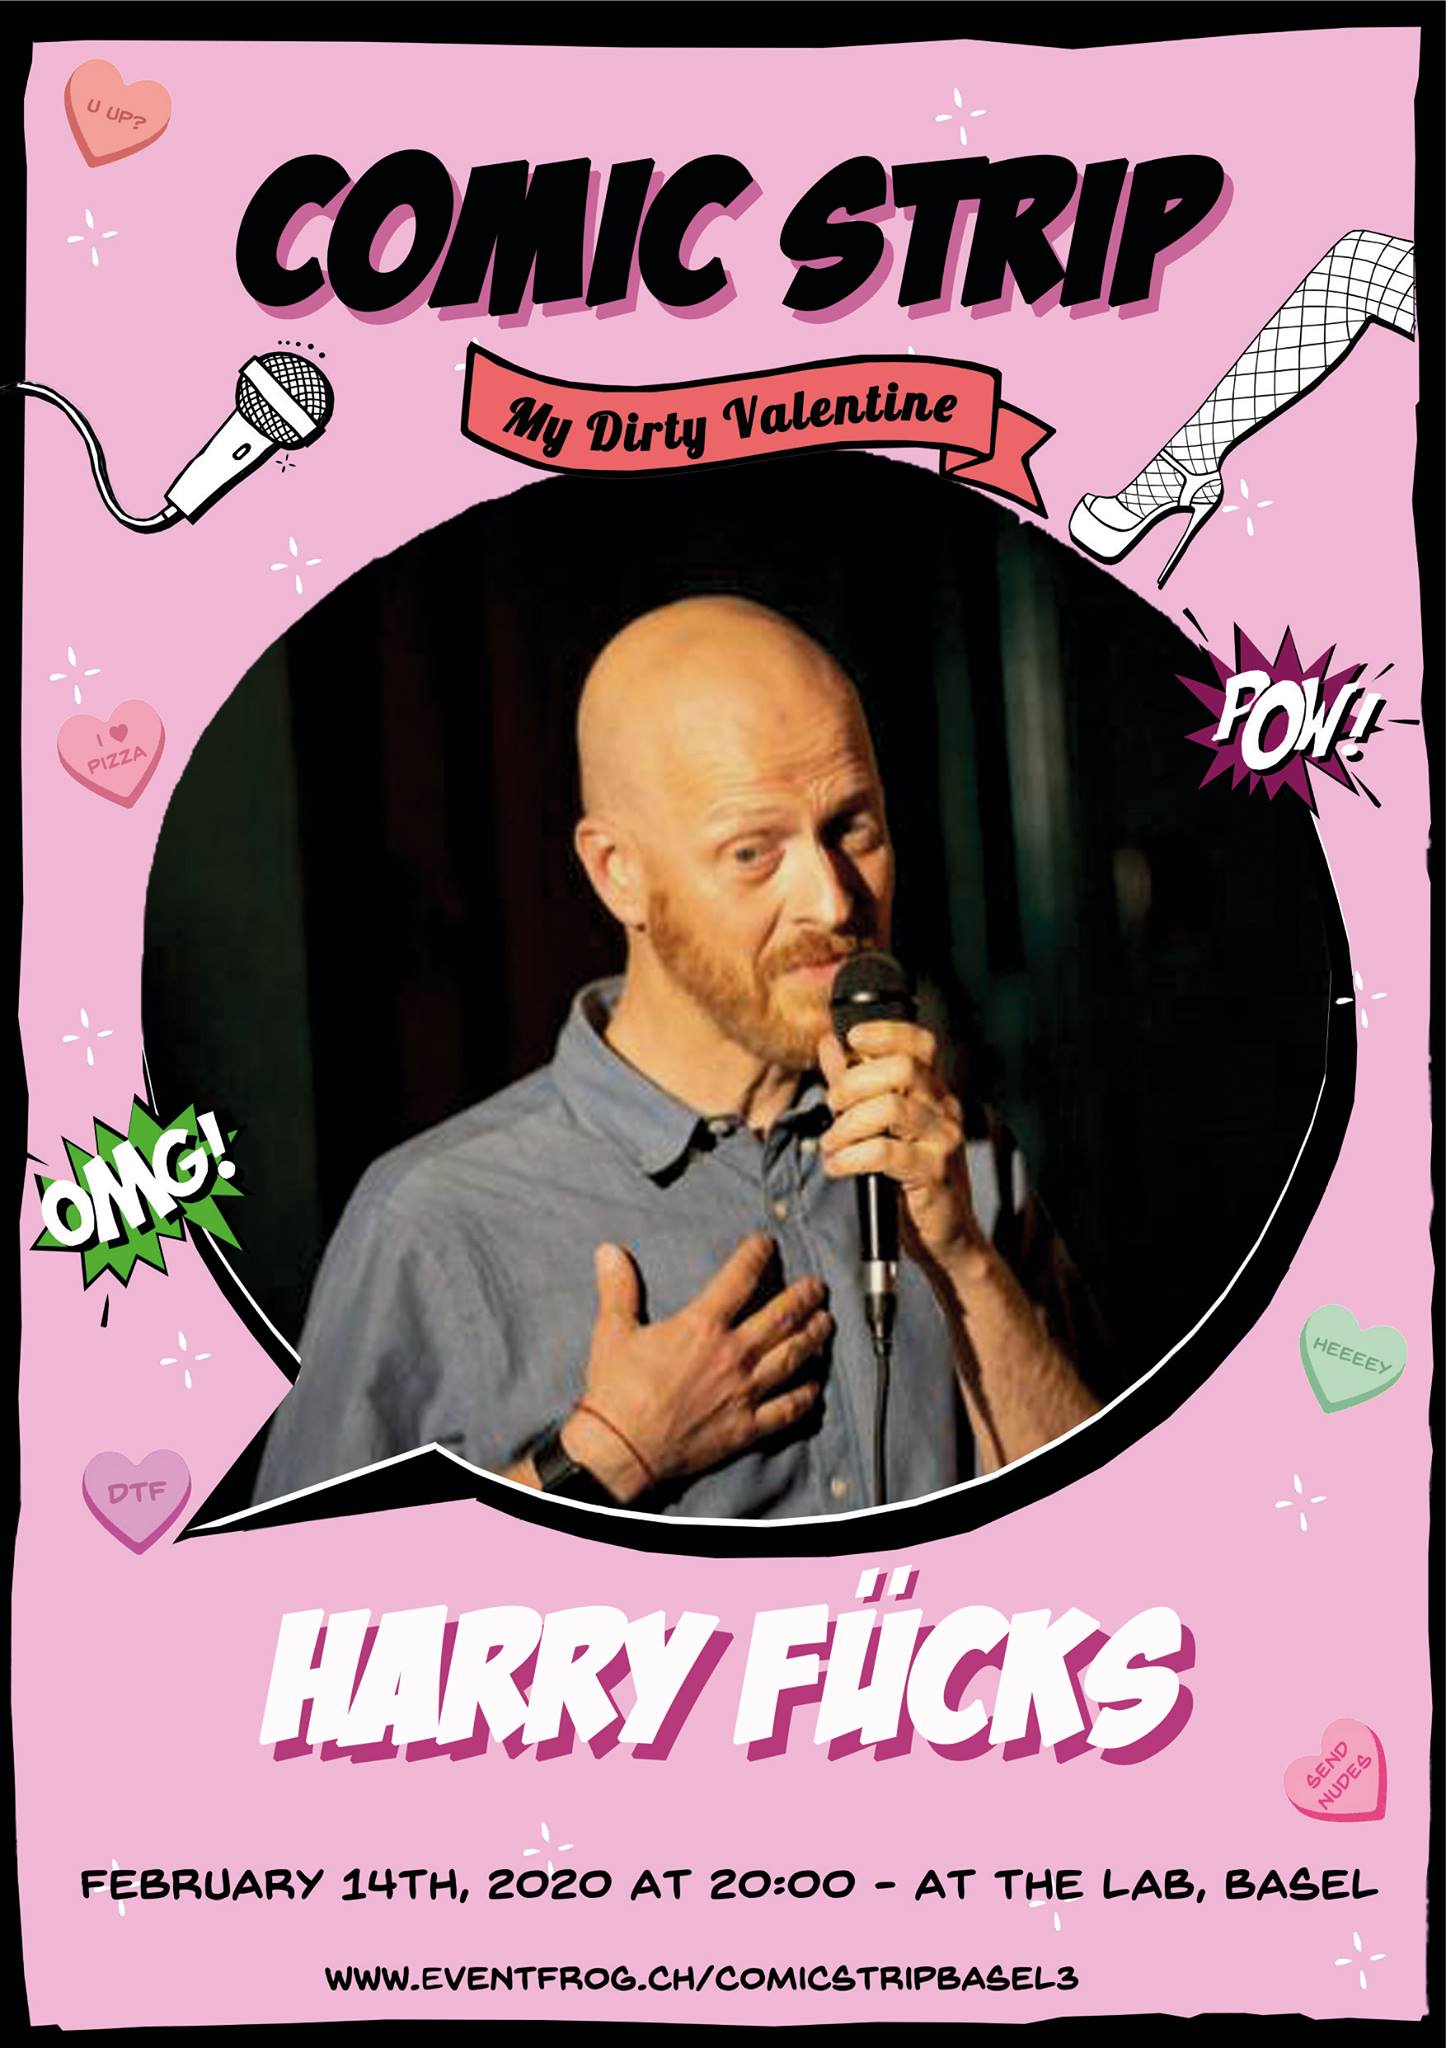 U UP?
COMIC STRIP
My Dirty Valentine
POW!
I ♥
PIZZA
OMG!
HEEEEY
DTF
HARRY FÜCKS
SEND
NUDES
FEBRUARY 14TH, 2020 AT 20:00 - AT THE LAB, BASEL
WWW.EVENTFROG.CH/COMICSTRIPBASEL3